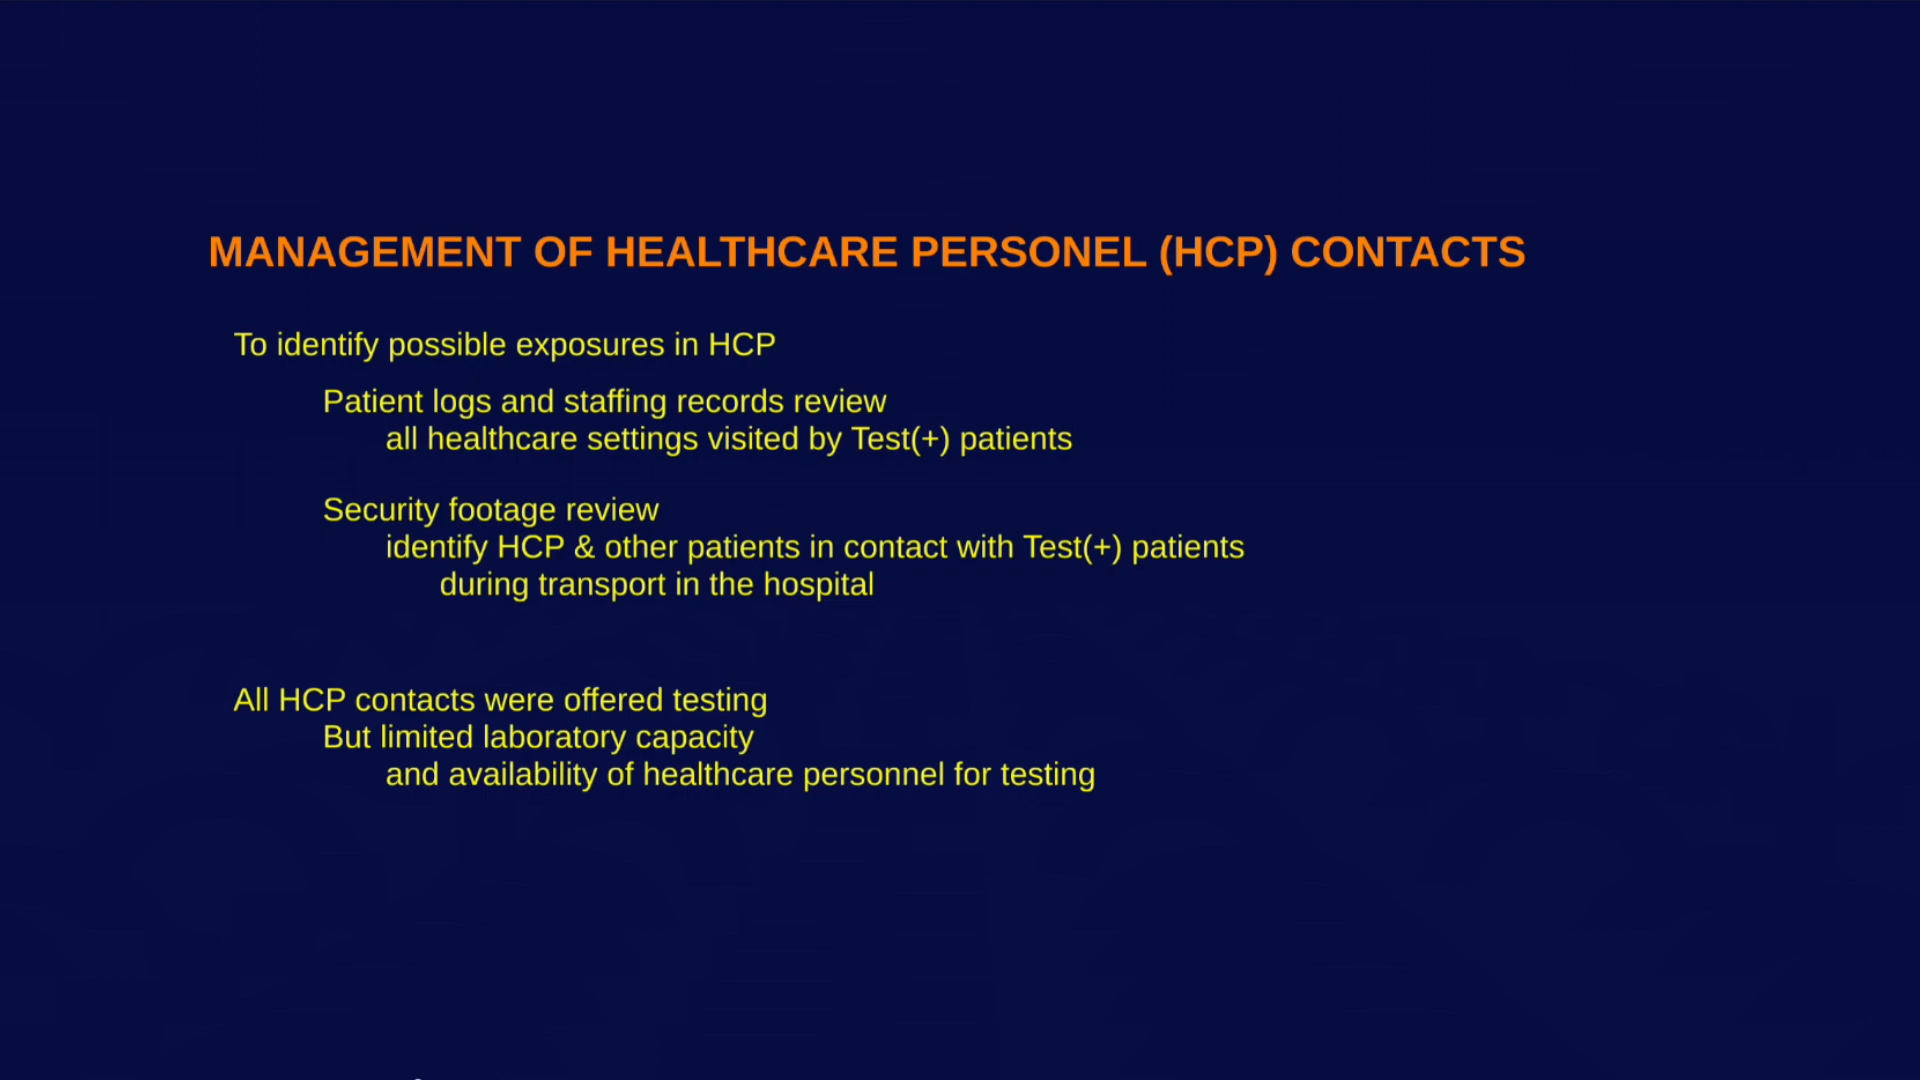 MANAGEMENT OF HEALTHCARE PERSONEL (HCP) CONTACTS
To identify possible exposures in HCP
Patient logs and staffing records review
all healthcare settings visited by Test(+) patients
Security footage review
identify HCP & other patients in contact with Test(+) patients
during transport in the hospital
All HCP contacts were offered testing
But limited laboratory capacity
and availability of healthcare personnel for testing